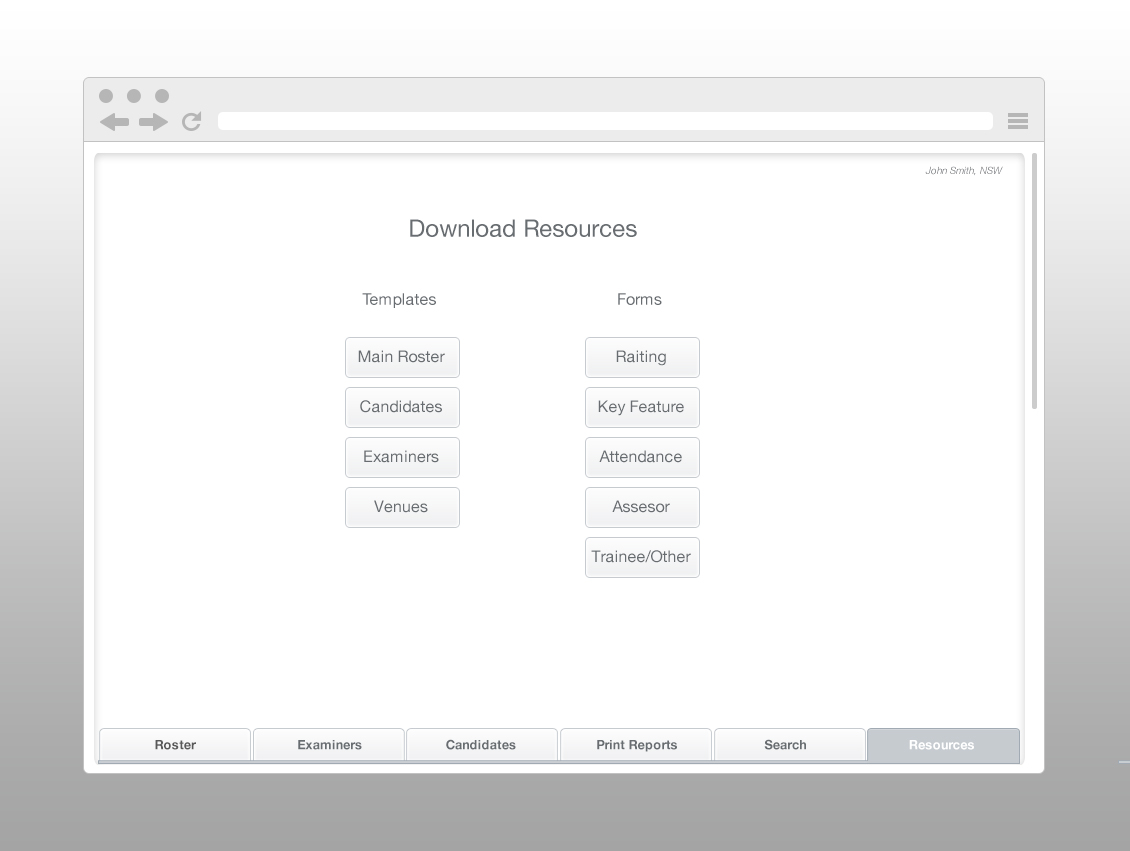 John Smith, NSW
Download Resources
Templates
Forms
Main Roster
Raiting
Candidates
Key Feature
Examiners
Attendance
Venues
Assesor
Trainee/Other
Roster
Examiners
Candidates
Print Reports
Search
Resources